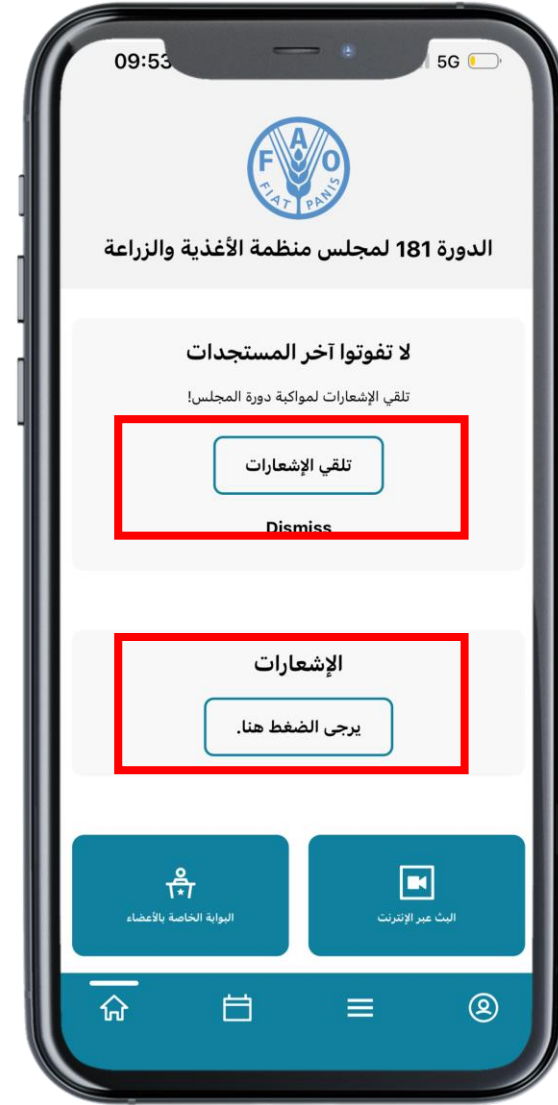 09:53
5G
FAO
FIAT PANIS
الدورة 181 لمجلس منظمة الأغذية والزراعة
لا تفوتوا آخر المستجدات
تلقي الإشعارات لمواكبة دورة المجلس!
تلقي الإشعارات
Dismiss
الإشعارات
يرجى الضغط هنا.
البث عبر الإنترنت
البوابة الخاصة بالأعضاء